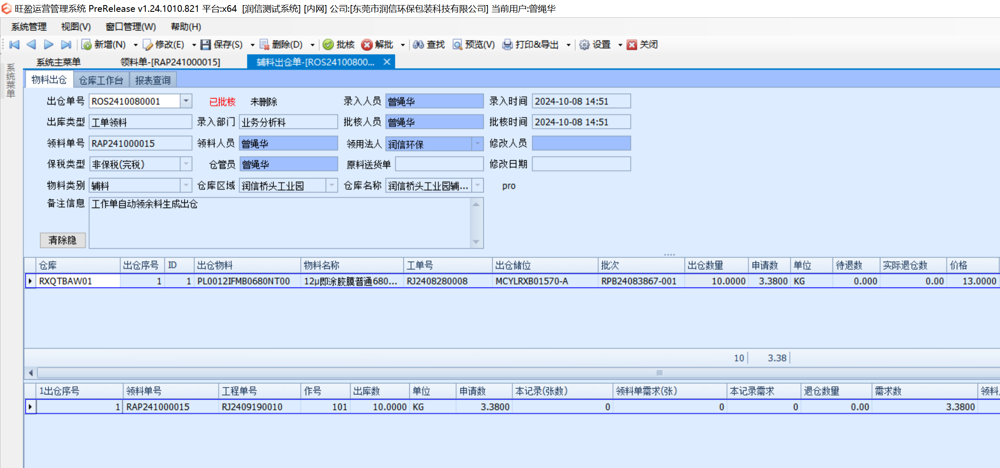 旺盈运营管理系统 PreRelease v1.24.1010.821 平台:x64 [润信测试系统] [内网] 公司:[东莞市润信环保包装科技有限公司] 当前用户:曾绳华
系统管理 视图(V) 窗口管理(W) 帮助(H)
新增(N) 修改(E) 保存(S) 删除(D) 批核 解批 查找 预览(V) 打印&导出 设置 关闭
系统菜单
系统主菜单 领料单-[RAP241000015] 辅料出仓单-[ROS24100800...
物料出仓 仓库工作台 报表查询
出仓单号 ROS2410080001 已批核 未删除 录入人员 曾绳华 录入时间 2024-10-08 14:51
出库类型 工单领料 录入部门 业务分析科 批核人员 曾绳华 批核时间 2024-10-08 14:51
领料单号 RAP241000015 领料人员 曾绳华 领用法人 润信环保 修改人员
保税类型 非保税(完税) 仓管员 曾绳华 原料送货单 修改日期
物料类别 辅料 仓库区域 润信桥头工业园 仓库名称 润信桥头工业园辅... pro
备注信息 工作单自动领余料生成出仓
清除隐
仓库 出仓序号 ID 出仓物料 物料名称 工单号 出仓储位 批次 出仓数量 申请数 单位 待退数 实际退仓数 价格
RXQTBAW01 1 1 PL0012IFMB0680NT00 12μ即涂胶膜普通680... RJ2408280008 MCYLRXB01570-A RPB24083867-001 10.0000 3.3800 KG 0.000 0.00 13.0000
10 3.38
1出仓序号 领料单号 工程单号 作号 出库数 单位 申请数 本记录(张数) 领料单需求(张) 本记录需求 退仓数量 需求数 领料
1 RAP241000015 RJ2409190010 101 10.0000 KG 3.3800 0 0 0 0.00 3.3800